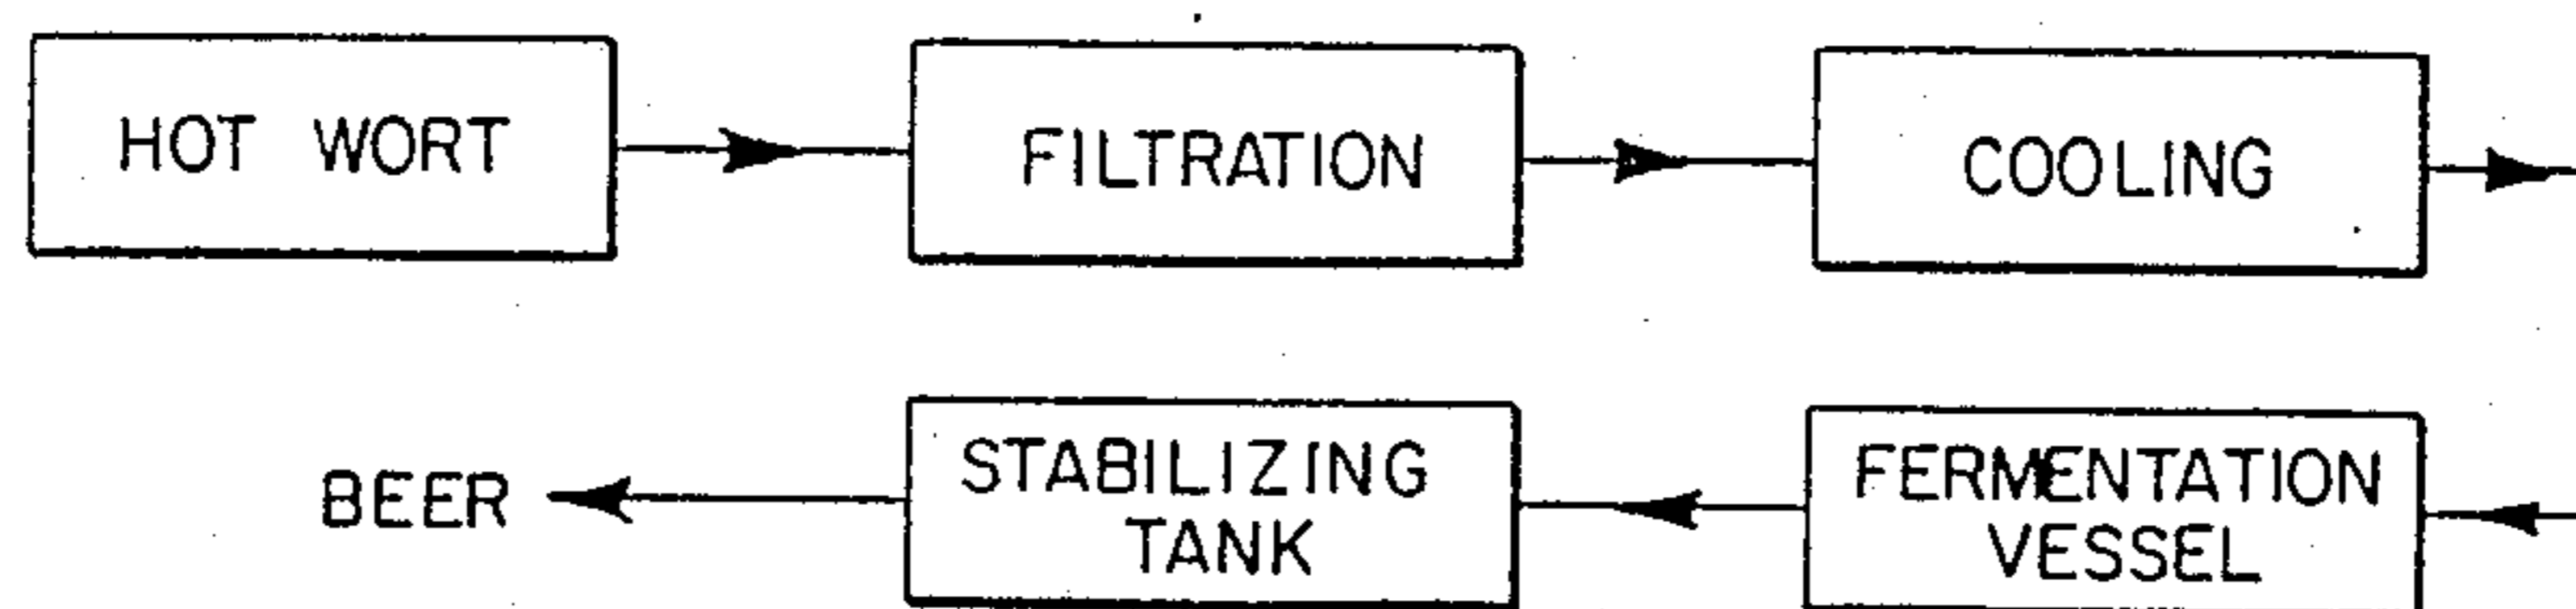 HOT WORT
FILTRATION
COOLING
BEER
STABILIZING
TANK
FERMENTATION
VESSEL